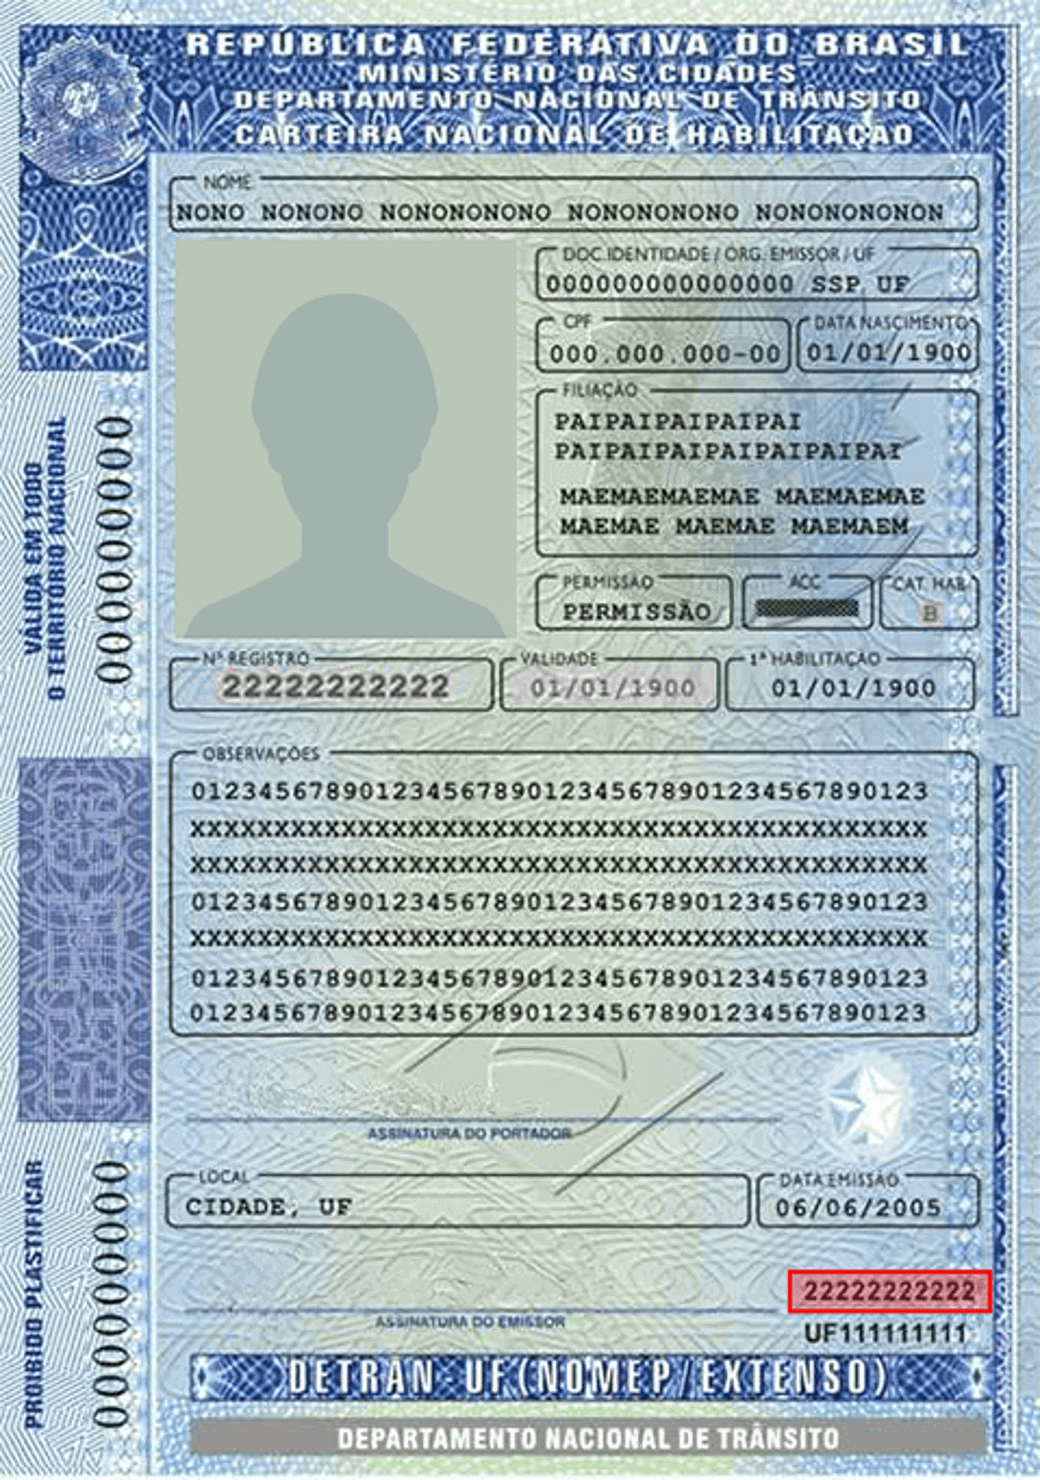 REPÚBLICA FEDERATIVA DO BRASIL
MINISTÉRIO DAS CIDADES
DEPARTAMENTO NACIONAL DE TRÂNSITO
CARTEIRA NACIONAL DE HABILITAÇÃO
NOME
NONO NONONO NONONONONO NONONONONO NONONONONON
DOC.IDENTIDADE / ORG. EMISSOR / UF
000000000000000 SSP UF
CPF
000.000.000-00
DATA NASCIMENTO
01/01/1900
FILIAÇÃO
PAIPAIPAIPAIPAI
PAIPAIPAIPAIPAIPAIPAI
MAEMAEMAEMAE MAEMAEMAE
MAEMAE MAEMAE MAEMAEM
PERMISSÃO
PERMISSÃO
ACC
CAT. HAB.
B
Nº REGISTRO
22222222222
VALIDADE
01/01/1900
1ª HABILITAÇÃO
01/01/1900
OBSERVAÇÕES
01234567890123456789012345678901234567890123
XXXXXXXXXXXXXXXXXXXXXXXXXXXXXXXXXXXXXXXXXXXX
XXXXXXXXXXXXXXXXXXXXXXXXXXXXXXXXXXXXXXXXXXXX
01234567890123456789012345678901234567890123
XXXXXXXXXXXXXXXXXXXXXXXXXXXXXXXXXXXXXXXXXXXX
01234567890123456789012345678901234567890123
01234567890123456789012345678901234567890123
ASSINATURA DO PORTADOR
LOCAL
CIDADE, UF
DATA EMISSÃO
06/06/2005
22222222222
UF111111111
ASSINATURA DO EMISSOR
DETRAN UF(NOMEP/EXTENSO)
DEPARTAMENTO NACIONAL DE TRÂNSITO
VÁLIDA EM TODO
O TERRITÓRIO NACIONAL
0000000000
PROIBIDO PLASTIFICAR
0000000000